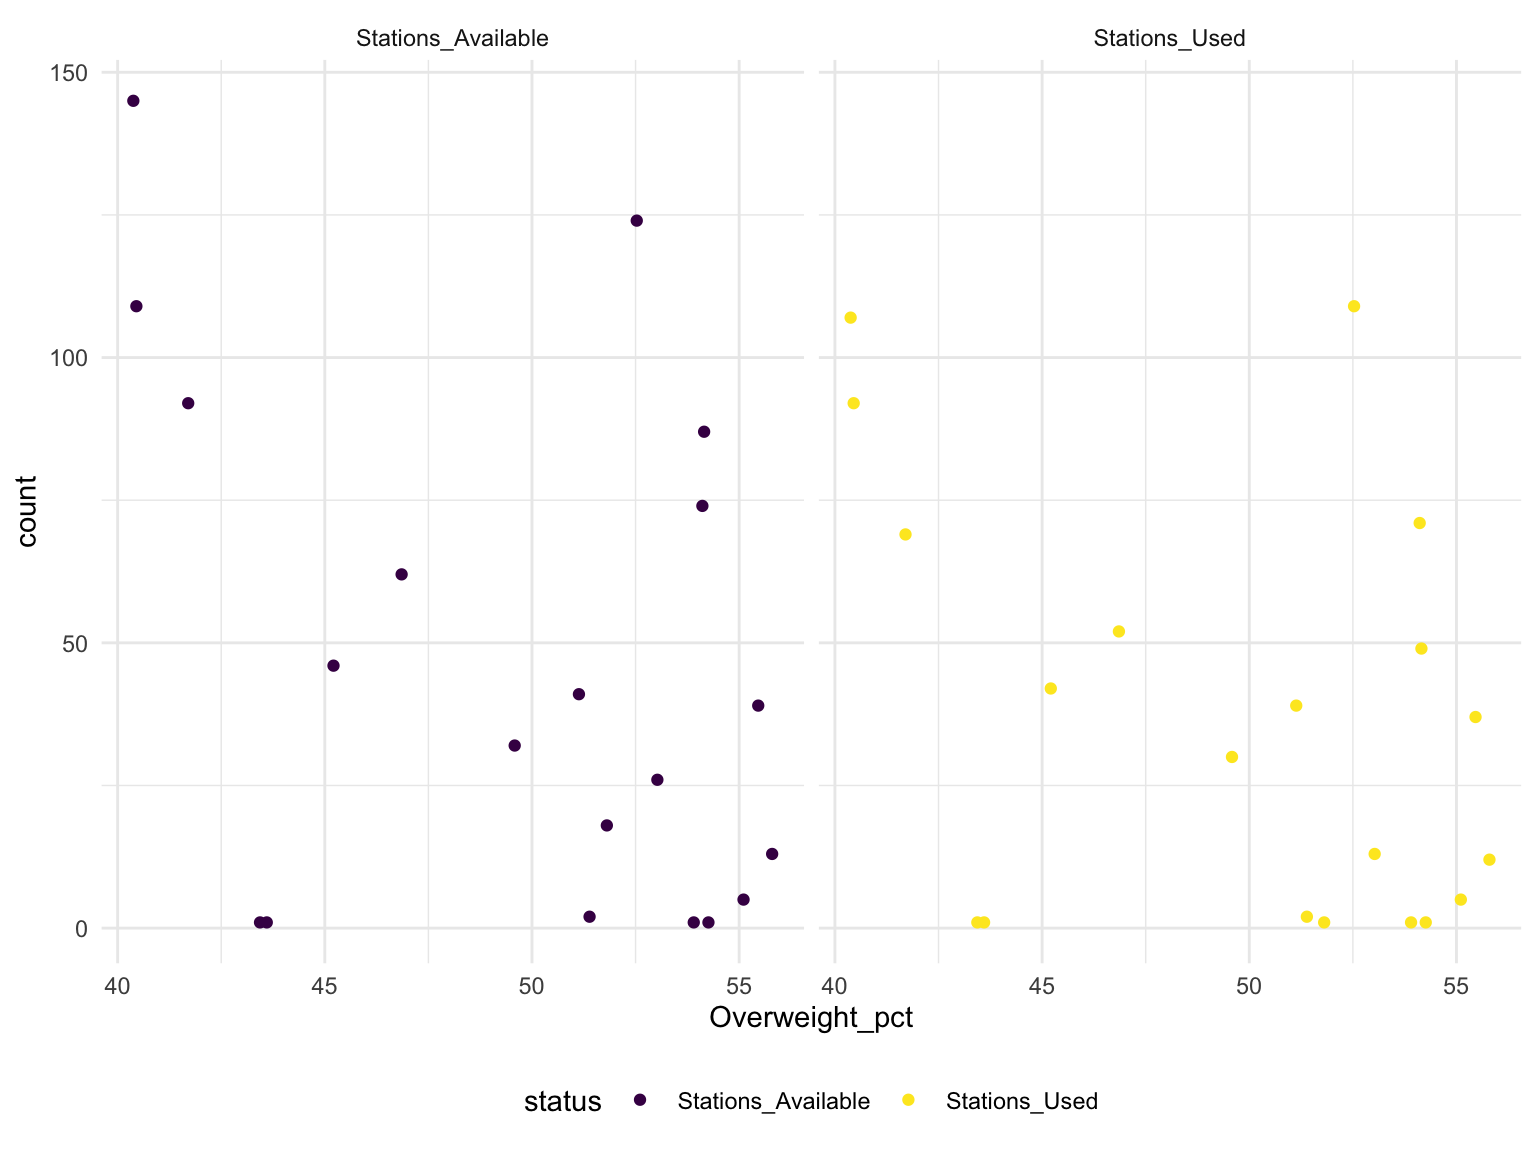 Stations_Available Stations_Used
150
100
50
0
count
40 45 50 55 40 45 50 55
Overweight_pct
status Stations_Available Stations_Used